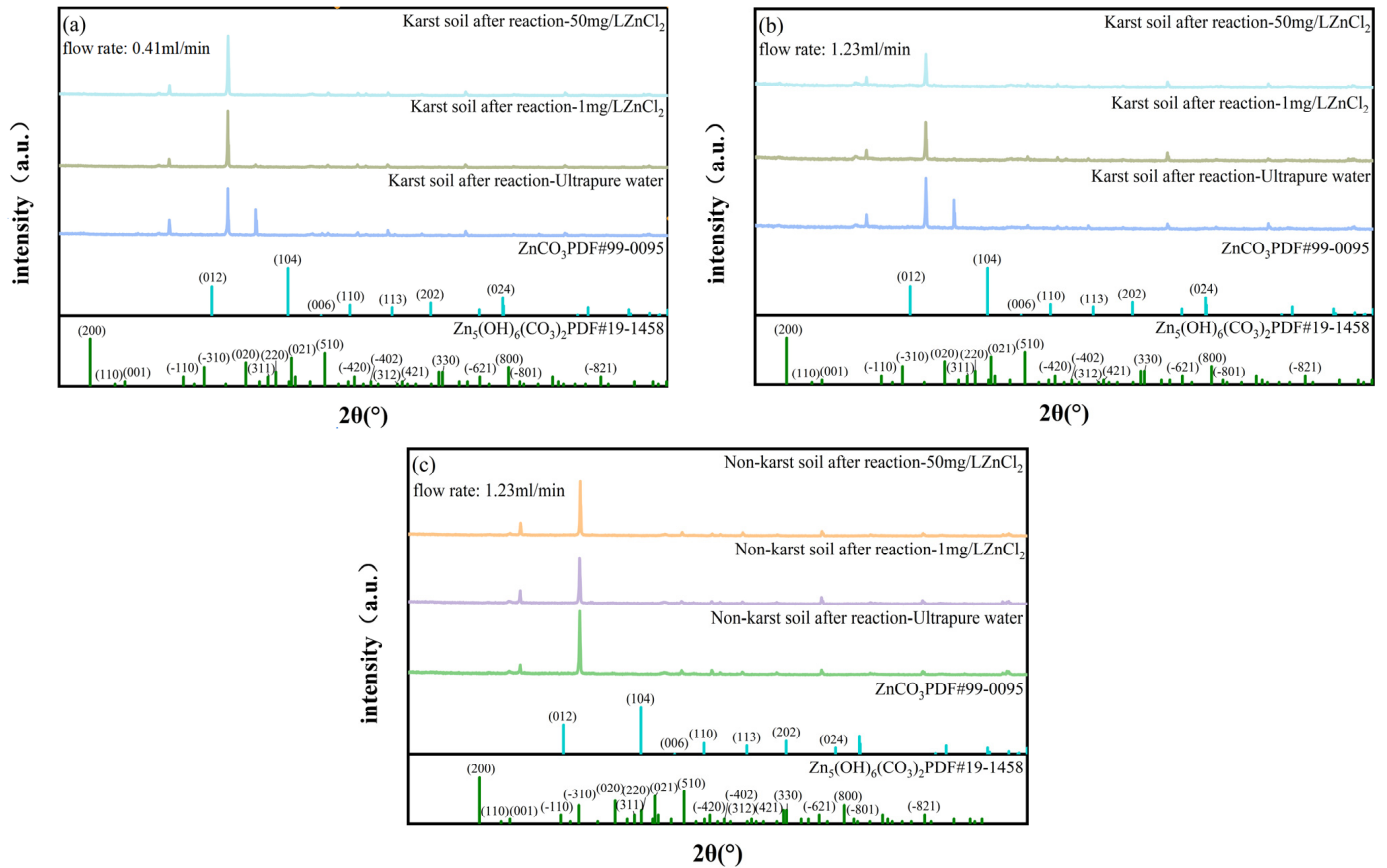 (a)
Karst soil after reaction-50mg/LZnCl₂
flow rate: 0.41ml/min
Karst soil after reaction-1mg/LZnCl₂
Karst soil after reaction-Ultrapure water
ZnCO₃PDF#99-0095
(012)
(104)
(006)
(110)
(113)
(202)
(024)
Zn₅(OH)₆(CO₃)₂PDF#19-1458
(200)
(110)
(001)
(-110)
(-310)
(020)
(311)
(220)
(021)
(510)
(-420)
(-402)
(312)
(421)
(330)
(-621)
(800)
(-801)
(-821)
intensity（a.u.）
2θ(°)
(b)
Karst soil after reaction-50mg/LZnCl₂
flow rate: 1.23ml/min
Karst soil after reaction-1mg/LZnCl₂
Karst soil after reaction-Ultrapure water
ZnCO₃PDF#99-0095
(012)
(104)
(006)
(110)
(113)
(202)
(024)
Zn₅(OH)₆(CO₃)₂PDF#19-1458
(200)
(110)
(001)
(-110)
(-310)
(020)
(311)
(220)
(021)
(510)
(-420)
(-402)
(312)
(421)
(330)
(-621)
(800)
(-801)
(-821)
intensity（a.u.）
2θ(°)
(c)
Non-karst soil after reaction-50mg/LZnCl₂
flow rate: 1.23ml/min
Non-karst soil after reaction-1mg/LZnCl₂
Non-karst soil after reaction-Ultrapure water
ZnCO₃PDF#99-0095
(012)
(104)
(006)
(110)
(113)
(202)
(024)
Zn₅(OH)₆(CO₃)₂PDF#19-1458
(200)
(110)
(001)
(-110)
(-310)
(020)
(311)
(220)
(021)
(510)
(-420)
(-402)
(312)
(421)
(330)
(-621)
(800)
(-801)
(-821)
intensity（a.u.）
2θ(°)